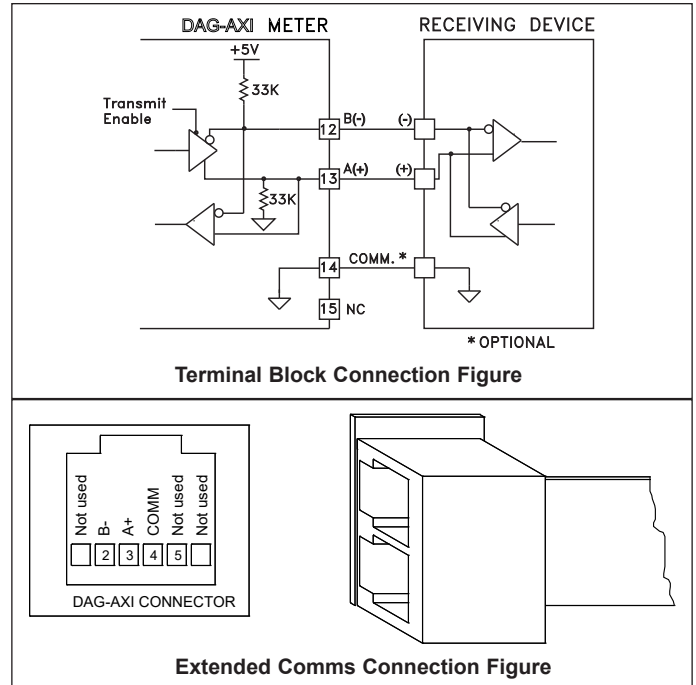 DAG-AXI METER
RECEIVING DEVICE
+5V
33K
Transmit
Enable
12
B(-)
(-)
13
A(+)
(+)
33K
14
COMM.*
15
NC
* OPTIONAL
Terminal Block Connection Figure
Not used
B-
A+
COMM
Not used
Not used
2
3
4
5
DAG-AXI CONNECTOR
Extended Comms Connection Figure